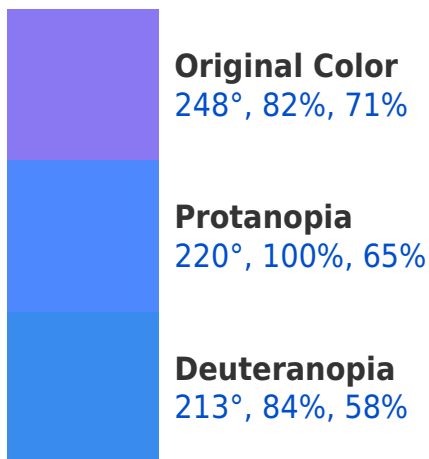 Original Color
248°, 82%, 71%
Protanopia
220°, 100%, 65%
Deuteranopia
213°, 84%, 58%